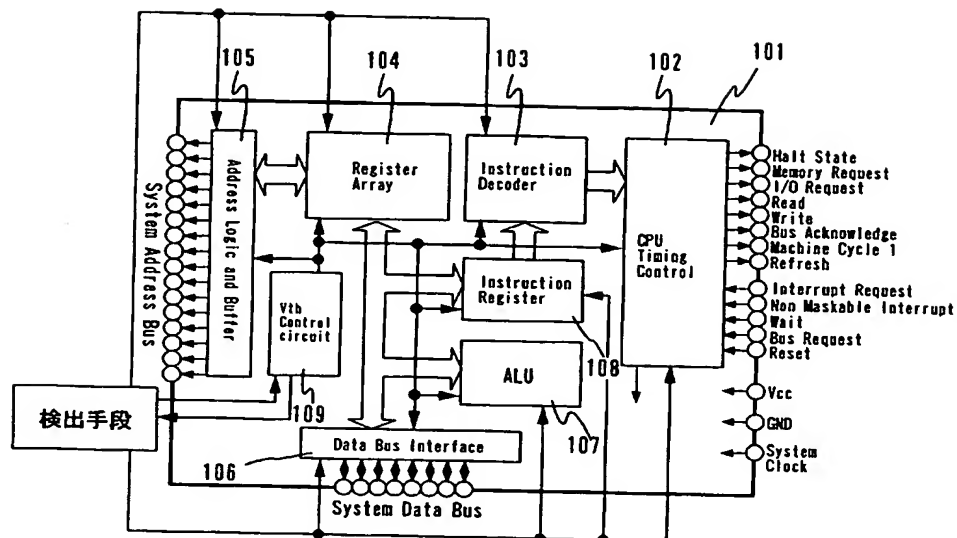 105
104
103
102
101
Address Logic and Buffer
Register
Array
Instruction
Decoder
CPU
Timing
Control
Halt State
Memory Request
I/O Request
Read
Write
Bus Acknowledge
Machine Cycle 1
Refresh
Interrupt Request
Non Maskable Interrupt
Wait
Bus Request
Reset
Vcc
GND
System
Clock
System Address Bus
Vth
Control
circuit
Instruction
Register
108
ALU
109
107
検出手段
Data Bus Interface
106
System Data Bus